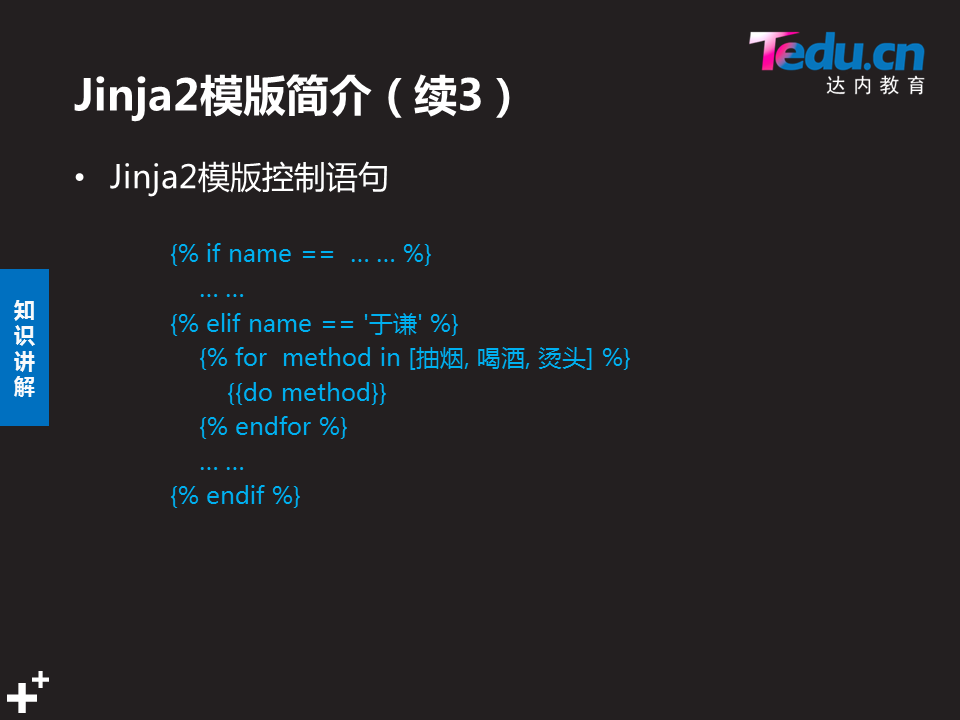 Tedu.cn
达内教育
Jinja2模版简介（续3）
• Jinja2模版控制语句
{% if name ==  ... ... %}
... ...
{% elif name == '于谦' %}
{% for  method in [抽烟, 喝酒, 烫头] %}
{{do method}}
{% endfor %}
... ...
{% endif %}
知
识
讲
解